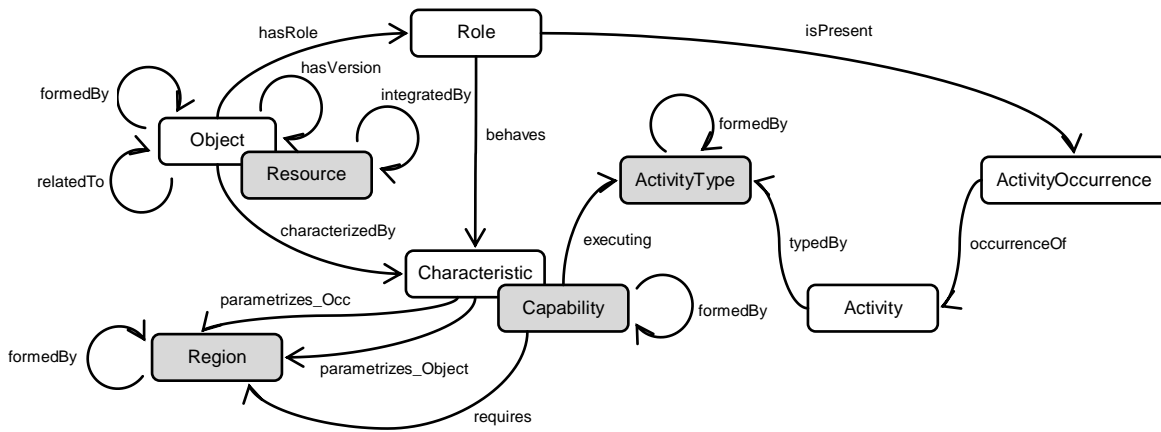 hasRole
Role
isPresent
hasVersion
formedBy
integratedBy
formedBy
behaves
Object
Resource
ActivityType
ActivityOccurrence
relatedTo
characterizedBy
executing
typedBy
occurrenceOf
Characteristic
parametrizes_Occ
Capability
formedBy
Activity
formedBy
Region
parametrizes_Object
requires